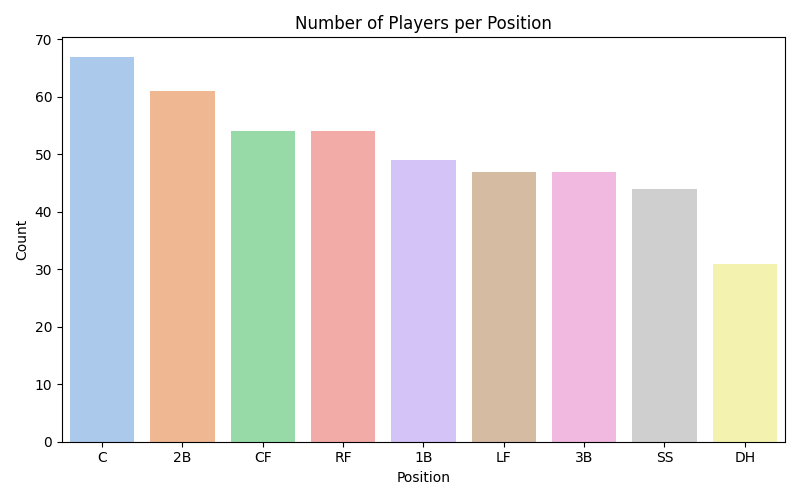 Number of Players per Position
70
60
50
40
30
20
10
0
Count
C 2B CF RF 1B LF 3B SS DH
Position